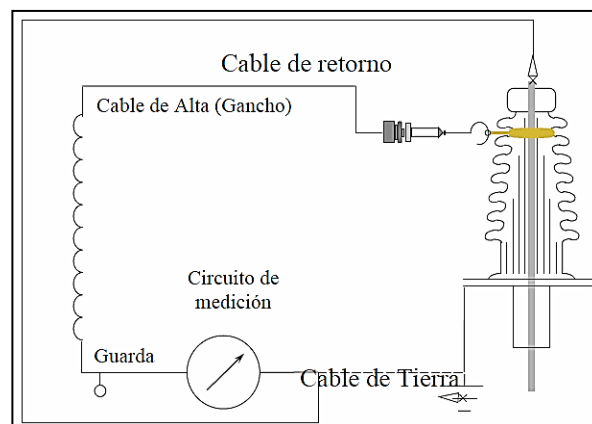 Cable de retorno
Cable de Alta (Gancho)
Circuito de
medición
Guarda
Cable de Tierra